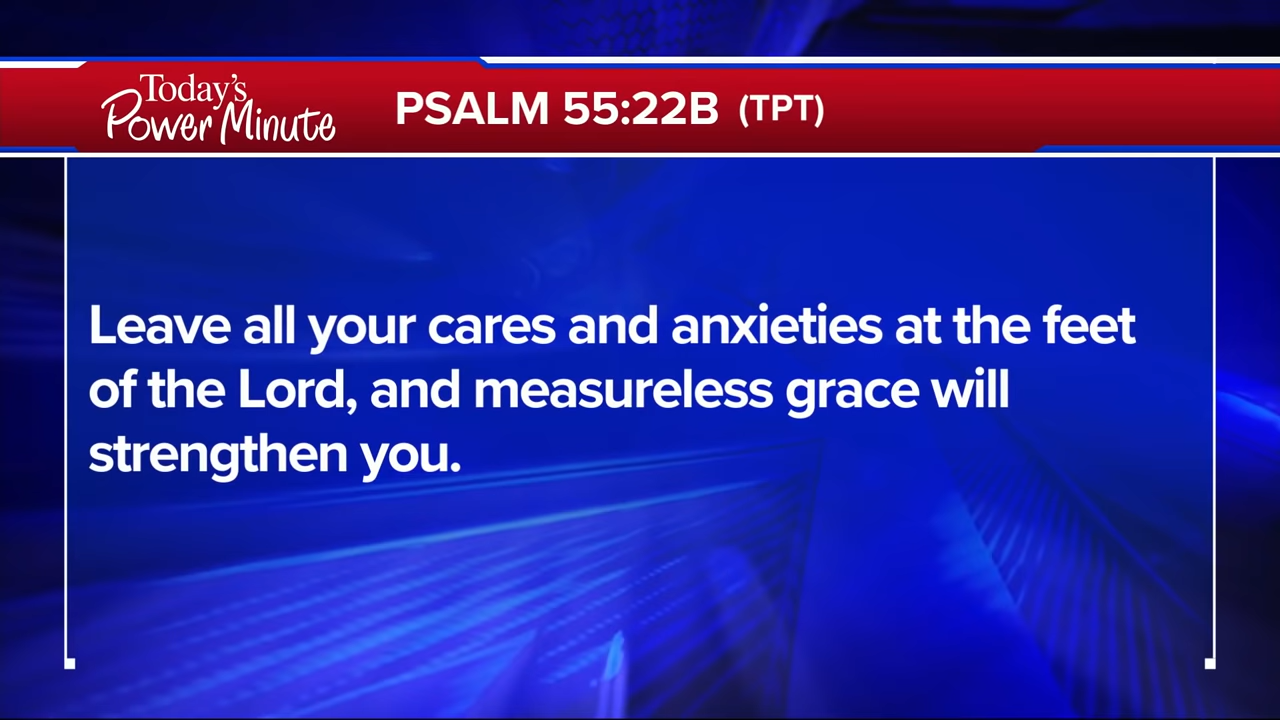 Today's
Power Minute
PSALM 55:22B (TPT)
Leave all your cares and anxieties at the feet
of the Lord, and measureless grace will
strengthen you.